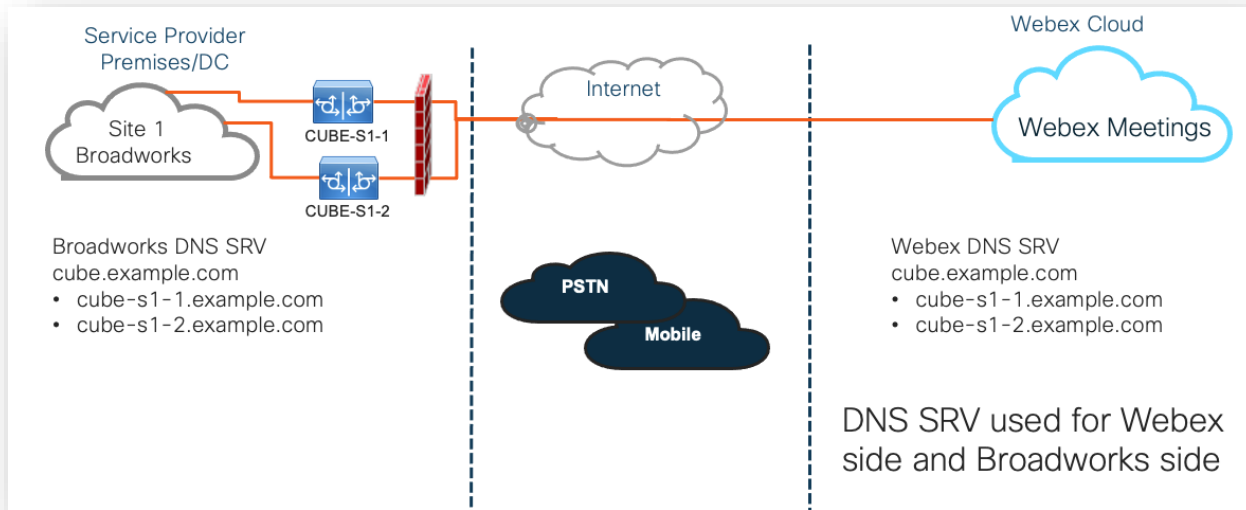 Service Provider
Premises/DC
Site 1
Broadworks
CUBE-S1-1
CUBE-S1-2
Internet
Webex Cloud
Webex Meetings
Broadworks DNS SRV
cube.example.com
• cube-s1-1.example.com
• cube-s1-2.example.com
PSTN
Mobile
Webex DNS SRV
cube.example.com
• cube-s1-1.example.com
• cube-s1-2.example.com
DNS SRV used for Webex
side and Broadworks side